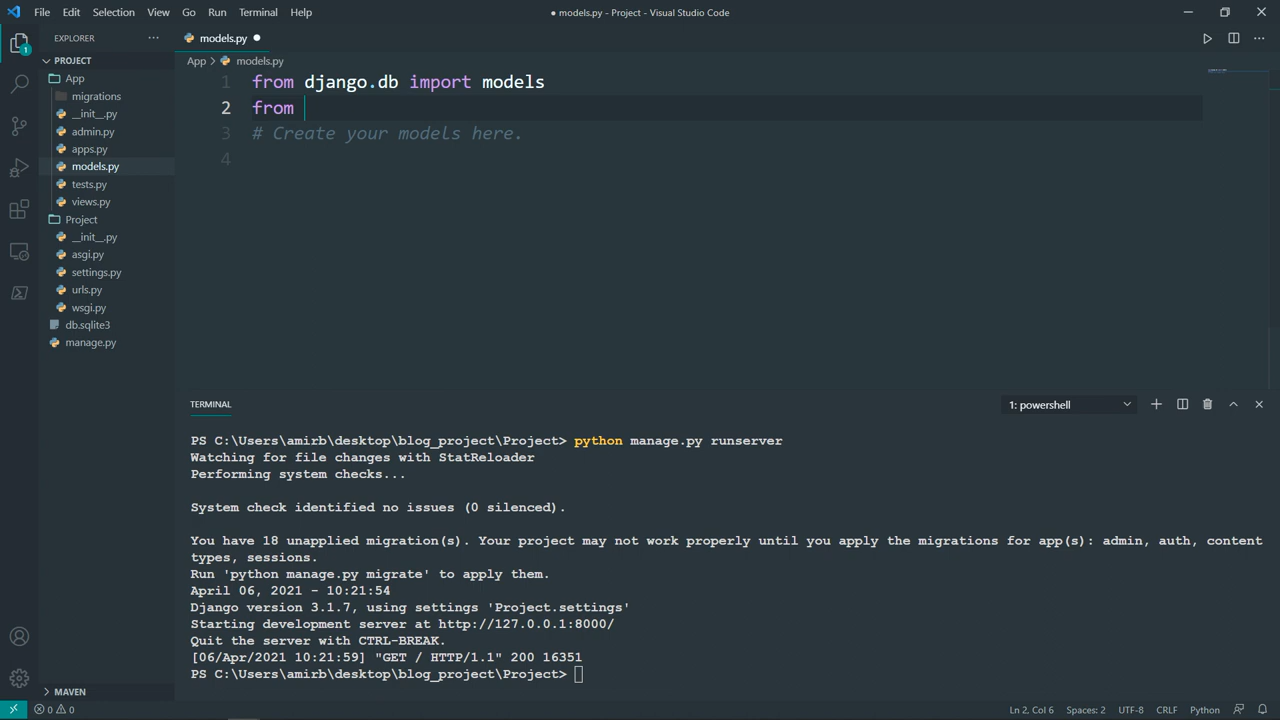 File Edit Selection View Go Run Terminal Help
● models.py - Project - Visual Studio Code
EXPLORER
models.py
PROJECT
App
migrations
__init__.py
admin.py
apps.py
models.py
tests.py
views.py
Project
__init__.py
asgi.py
settings.py
urls.py
wsgi.py
db.sqlite3
manage.py
MAVEN
1
App > models.py
1 from django.db import models
2 from
3 # Create your models here.
4
TERMINAL
1: powershell
PS C:\Users\amirb\desktop\blog_project\Project> python manage.py runserver
Watching for file changes with StatReloader
Performing system checks...
System check identified no issues (0 silenced).
You have 18 unapplied migration(s). Your project may not work properly until you apply the migrations for app(s): admin, auth, content
types, sessions.
Run 'python manage.py migrate' to apply them.
April 06, 2021 - 10:21:54
Django version 3.1.7, using settings 'Project.settings'
Starting development server at http://127.0.0.1:8000/
Quit the server with CTRL-BREAK.
[06/Apr/2021 10:21:59] "GET / HTTP/1.1" 200 16351
PS C:\Users\amirb\desktop\blog_project\Project>
0 0
Ln 2, Col 6 Spaces: 2 UTF-8 CRLF Python